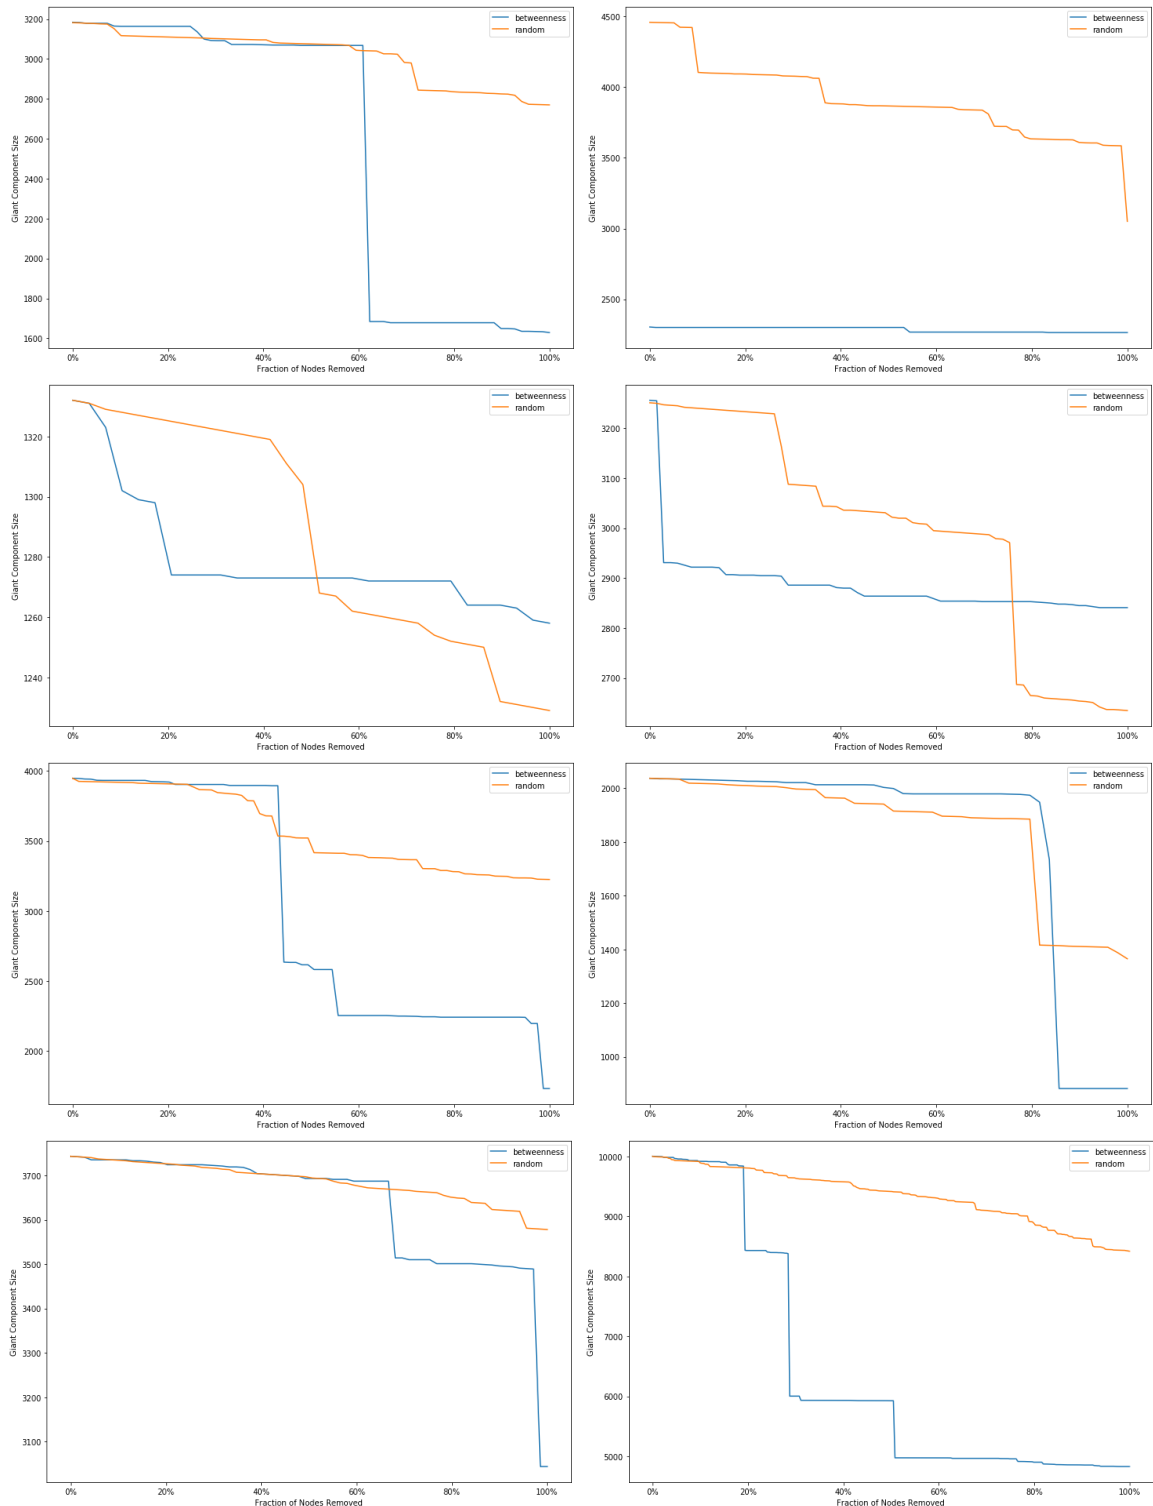 betweenness
random
3200
3000
2800
2600
2400
2200
2000
1800
1600
Giant Component Size
0% 20% 40% 60% 80% 100%
Fraction of Nodes Removed
betweenness
random
4500
4000
3500
3000
2500
Giant Component Size
0% 20% 40% 60% 80% 100%
Fraction of Nodes Removed
betweenness
random
1320
1300
1280
1260
1240
Giant Component Size
0% 20% 40% 60% 80% 100%
Fraction of Nodes Removed
betweenness
random
3200
3100
3000
2900
2800
2700
Giant Component Size
0% 20% 40% 60% 80% 100%
Fraction of Nodes Removed
betweenness
random
4000
3500
3000
2500
2000
Giant Component Size
0% 20% 40% 60% 80% 100%
Fraction of Nodes Removed
betweenness
random
2000
1800
1600
1400
1200
1000
Giant Component Size
0% 20% 40% 60% 80% 100%
Fraction of Nodes Removed
betweenness
random
3700
3600
3500
3400
3300
3200
3100
Giant Component Size
0% 20% 40% 60% 80% 100%
Fraction of Nodes Removed
betweenness
random
10000
9000
8000
7000
6000
5000
Giant Component Size
0% 20% 40% 60% 80% 100%
Fraction of Nodes Removed